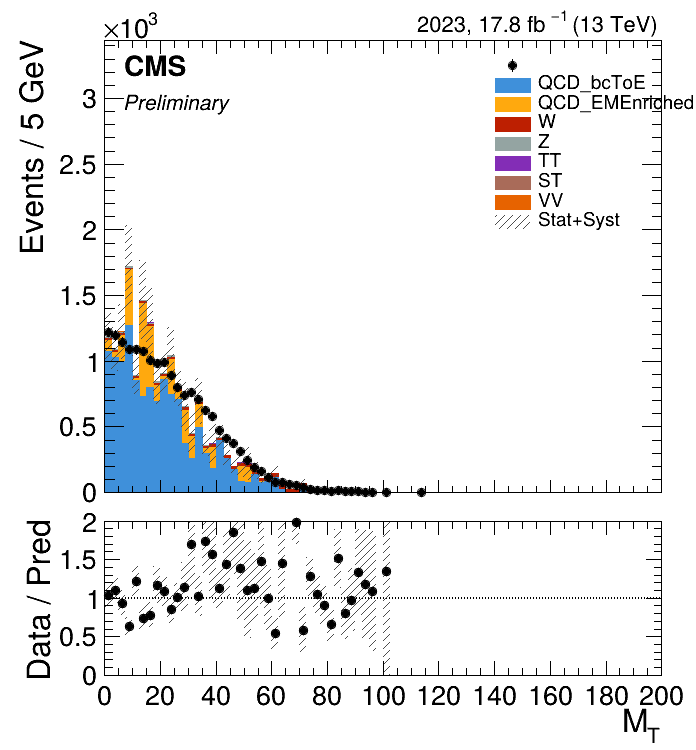 ×10³
2023, 17.8 fb⁻¹ (13 TeV)
Events / 5 GeV
CMS
Preliminary
QCD_bcToE
QCD_EMEnriched
W
Z
TT
ST
VV
Stat+Syst
3
2.5
2
1.5
1
0.5
0
Data / Pred
2
1.5
1
0.5
0
0 20 40 60 80 100 120 140 160 180 200
M_T